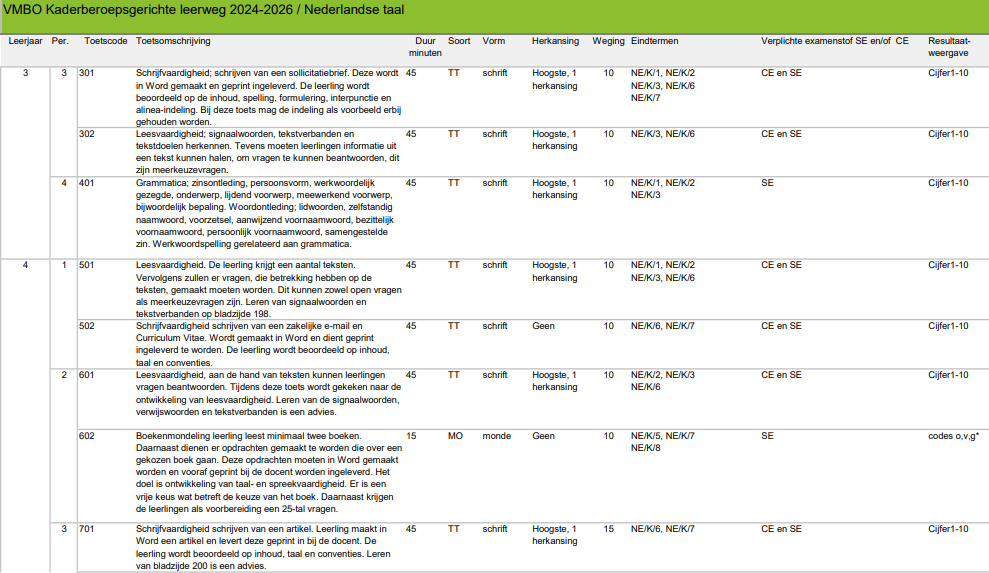 VMBO Kaderberoepsgerichte leerweg 2024-2026 / Nederlandse taal
Leerjaar Per. Toetscode Toetsomschrijving Duur minuten Soort Vorm Herkansing Weging Eindtermen Verplichte examenstof SE en/of CE Resultaat-weergave
3 3 301 Schrijfvaardigheid; schrijven van een sollicitatiebrief. Deze wordt 45 TT schrift Hoogste, 1 10 NE/K/1, NE/K/2 CE en SE Cijfer1-10
in Word gemaakt en geprint ingeleverd. De leerling wordt herkansing NE/K/3, NE/K/6
beoordeeld op de inhoud, spelling, formulering, interpunctie en NE/K/7
alinea-indeling. Bij deze toets mag de indeling als voorbeeld erbij
gehouden worden.
302 Leesvaardigheid; signaalwoorden, tekstverbanden en 45 TT schrift Hoogste, 1 10 NE/K/3, NE/K/6 CE en SE Cijfer1-10
tekstdoelen herkennen. Tevens moeten leerlingen informatie uit herkansing
een tekst kunnen halen, om vragen te kunnen beantwoorden, dit
zijn meerkeuzevragen.
4 401 Grammatica; zinsontleding, persoonsvorm, werkwoordelijk 45 TT schrift Hoogste, 1 10 NE/K/1, NE/K/2 SE Cijfer1-10
gezegde, onderwerp, lijdend voorwerp, meewerkend voorwerp, herkansing NE/K/3
bijwoordelijk bepaling. Woordontleding; lidwoorden, zelfstandig
naamwoord, voorzetsel, aanwijzend voornaamwoord, bezittelijk
voornaamwoord, persoonlijk voornaamwoord, samengestelde
zin. Werkwoordspelling gerelateerd aan grammatica.
4 1 501 Leesvaardigheid. De leerling krijgt een aantal teksten. 45 TT schrift Hoogste, 1 10 NE/K/1, NE/K/2 CE en SE Cijfer1-10
Vervolgens zullen er vragen, die betrekking hebben op de herkansing NE/K/3, NE/K/6
teksten, gemaakt moeten worden. Dit kunnen zowel open vragen
als meerkeuzevragen zijn. Leren van signaalwoorden en
tekstverbanden op bladzijde 198.
502 Schrijfvaardigheid schrijven van een zakelijke e-mail en 45 TT schrift Geen 10 NE/K/6, NE/K/7 CE en SE Cijfer1-10
Curriculum Vitae. Wordt gemaakt in Word en dient geprint
ingeleverd te worden. De leerling wordt beoordeeld op inhoud,
taal en conventies.
2 601 Leesvaardigheid, aan de hand van teksten kunnen leerlingen 45 TT schrift Hoogste, 1 10 NE/K/2, NE/K/3 CE en SE Cijfer1-10
vragen beantwoorden. Tijdens deze toets wordt gekeken naar de herkansing NE/K/6
ontwikkeling van leesvaardigheid. Leren van de signaalwoorden,
verwijswoorden en tekstverbanden is een advies.
602 Boekenmondeling leerling leest minimaal twee boeken. 15 MO monde Geen 10 NE/K/5, NE/K/7 SE codes o,v,g*
Daarnaast dienen er opdrachten gemaakt te worden die over een NE/K/8
gekozen boek gaan. Deze opdrachten moeten in Word gemaakt
worden en vooraf geprint bij de docent worden ingeleverd. Het
doel is ontwikkeling van taal- en spreekvaardigheid. Er is een
vrije keus wat betreft de keuze van het boek. Daarnaast krijgen
de leerlingen als voorbereiding een 25-tal vragen.
3 701 Schrijfvaardigheid schrijven van een artikel. Leerling maakt in 45 TT schrift Hoogste, 1 15 NE/K/6, NE/K/7 CE en SE Cijfer1-10
Word een artikel en levert deze geprint in bij de docent. De herkansing
leerling wordt beoordeeld op inhoud, taal en conventies. Leren
van bladzijde 200 is een advies.